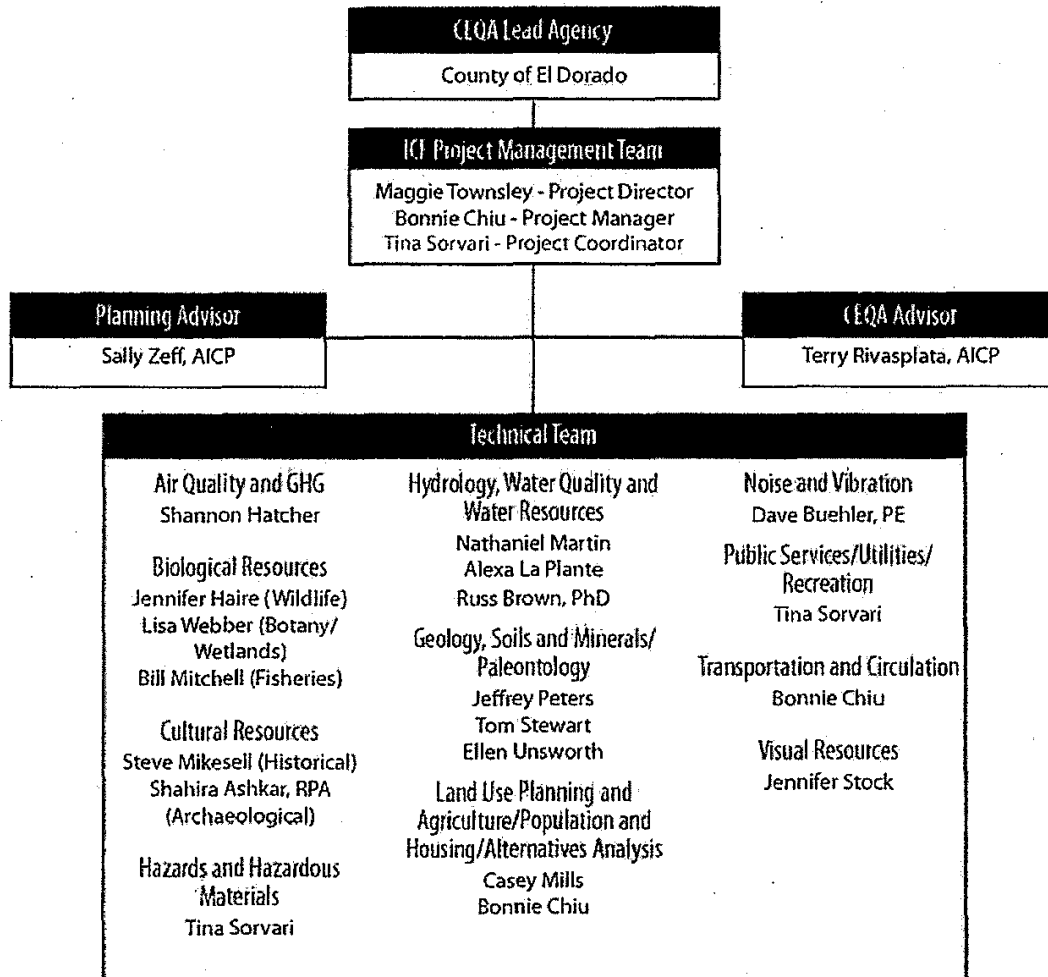 CEQA Lead Agency
County of El Dorado
ICF Project Management Team
Maggie Townsley - Project Director
Bonnie Chiu - Project Manager
Tina Sorvari - Project Coordinator
Planning Advisor
Sally Zeff, AICP
CEQA Advisor
Terry Rivasplata, AICP
Technical Team
Air Quality and GHG
Shannon Hatcher
Biological Resources
Jennifer Haire (Wildlife)
Lisa Webber (Botany/
Wetlands)
Bill Mitchell (Fisheries)
Cultural Resources
Steve Mikesell (Historical)
Shahira Ashkar, RPA
(Archaeological)
Hazards and Hazardous
Materials
Tina Sorvari
Hydrology, Water Quality and
Water Resources
Nathaniel Martin
Alexa La Plante
Russ Brown, PhD
Geology, Soils and Minerals/
Paleontology
Jeffrey Peters
Tom Stewart
Ellen Unsworth
Land Use Planning and
Agriculture/Population and
Housing/Alternatives Analysis
Casey Mills
Bonnie Chiu
Noise and Vibration
Dave Buehler, PE
Public Services/Utilities/
Recreation
Tina Sorvari
Transportation and Circulation
Bonnie Chiu
Visual Resources
Jennifer Stock